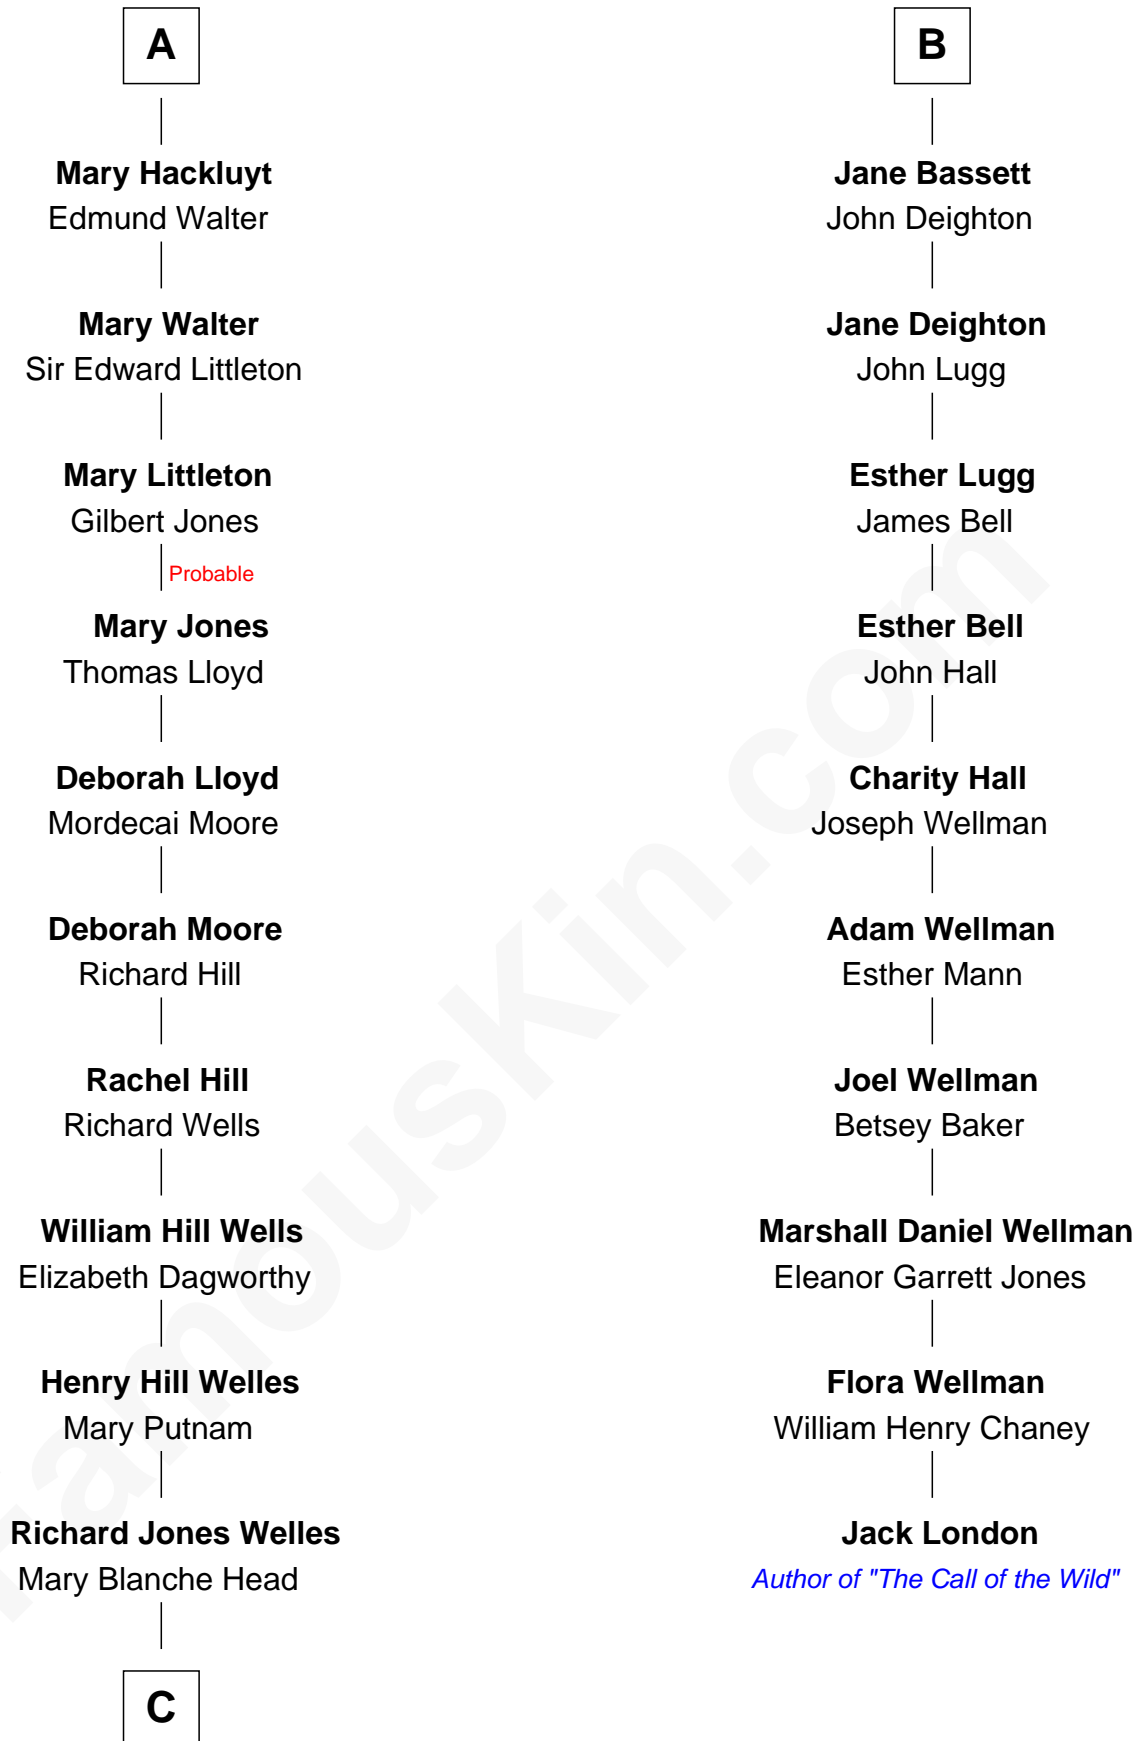 A
Mary Hackluyt
Edmund Walter
Mary Walter
Sir Edward Littleton
Mary Littleton
Gilbert Jones
Probable
Mary Jones
Thomas Lloyd
Deborah Lloyd
Mordecai Moore
Deborah Moore
Richard Hill
Rachel Hill
Richard Wells
William Hill Wells
Elizabeth Dagworthy
Henry Hill Welles
Mary Putnam
Richard Jones Welles
Mary Blanche Head
C
B
Jane Bassett
John Deighton
Jane Deighton
John Lugg
Esther Lugg
James Bell
Esther Bell
John Hall
Charity Hall
Joseph Wellman
Adam Wellman
Esther Mann
Joel Wellman
Betsey Baker
Marshall Daniel Wellman
Eleanor Garrett Jones
Flora Wellman
William Henry Chaney
Jack London
Author of "The Call of the Wild"
FamousKin.com